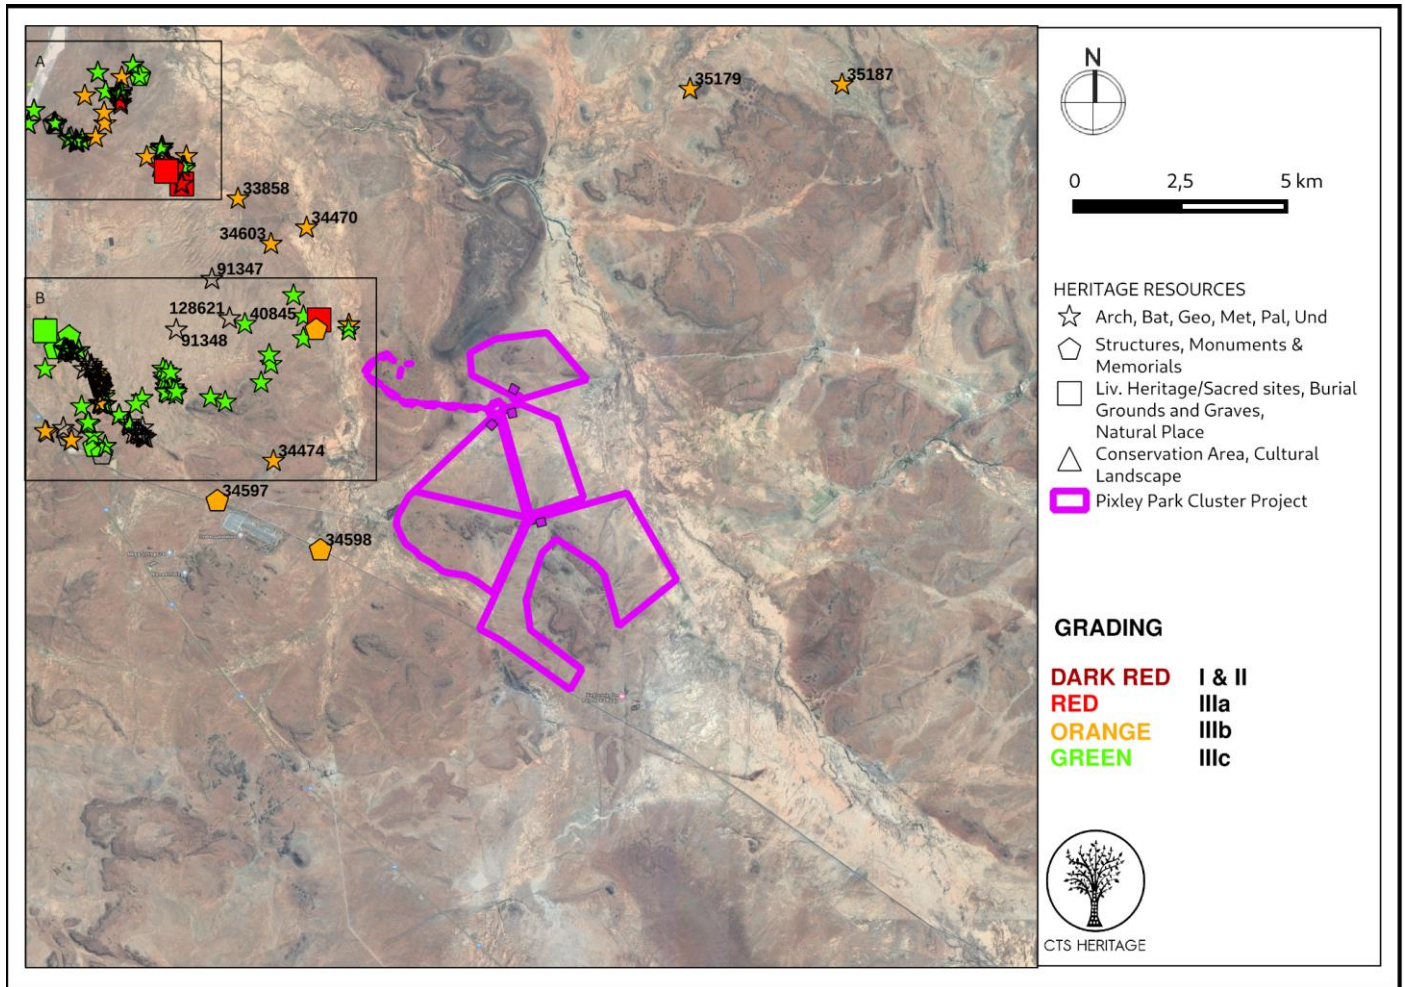 A
35179
35187
33858
34470
34603
91347
B
128621
40845
91348
34474
34597
34598
N
0 2,5 5 km
HERITAGE RESOURCES
Arch, Bat, Geo, Met, Pal, Und
Structures, Monuments &
Memorials
Liv. Heritage/Sacred sites, Burial
Grounds and Graves,
Natural Place
Conservation Area, Cultural
Landscape
Pixley Park Cluster Project
GRADING
DARK RED I & II
RED IIIa
ORANGE IIIb
GREEN IIIc
CTS HERITAGE